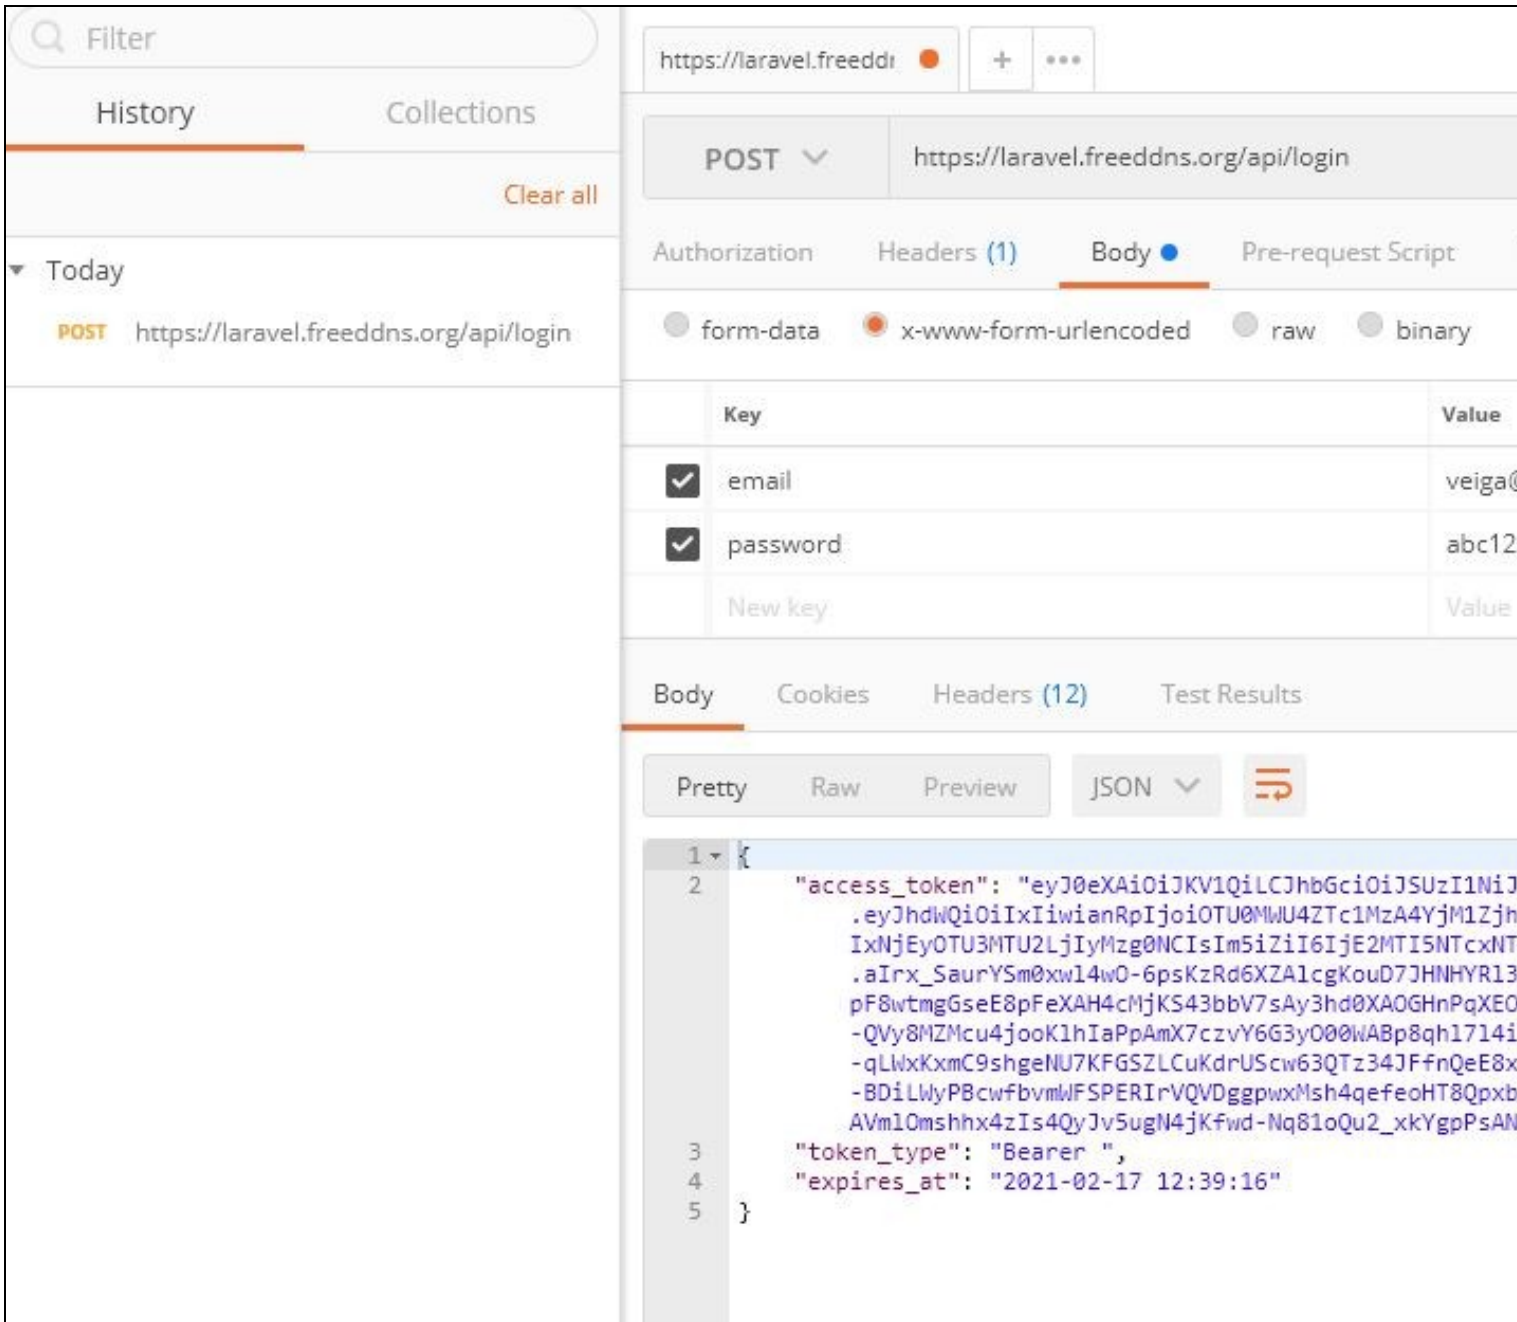 Filter
History Collections
Clear all
Today
POST https://laravel.freeddns.org/api/login
https://laravel.freeddr
+ •••
POST https://laravel.freeddns.org/api/login
Authorization Headers (1) Body Pre-request Script
form-data x-www-form-urlencoded raw binary
Key Value
email veiga@
password abc12
New key Value
Body Cookies Headers (12) Test Results
Pretty Raw Preview JSON
1 {
2 "access_token": "eyJ0eXAiOiJKV1QiLCJhbGciOiJSUzI1NiJ
.eyJhdWQiOiIxIiwianRpIjoiOTU0MWU4ZTc1MzA4YjM1Zjh
IxNjEyOTU3MTU2LjIyMzg0NCIsIm5iZiI6IjE2MTI5NTcxNT
.aIrx_SaurYSm0xwl4wO-6psKzRd6XZAlcgKouD7JHNHYRl3
pF8wtmgGseE8pFeXAH4cMjKS43bbV7sAy3hd0XAOGHnPqXEO
-QVy8MZMcu4jooKlhIaPpAmX7czvY6G3yO00WABp8qhl7l4i
-qLWxKxmC9shgeNU7KFGSZLCuKdrUScw63QTz34JFfnQeE8x
-BDiLWyPBcwfbvmWFSPERIrVQVDggpwxMsh4qefeoHT8Qpxb
AVmlOmshhx4zIs4QyJv5ugN4jKfwd-Nq81oQu2_xkYgpPsAN
3 "token_type": "Bearer ",
4 "expires_at": "2021-02-17 12:39:16"
5 }